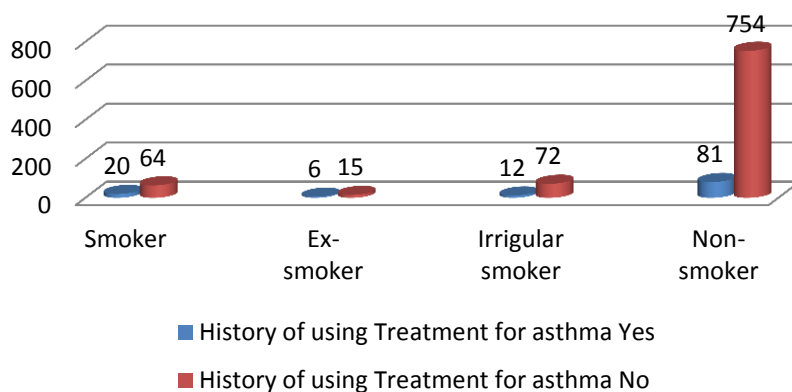 754
800
600
400
200
0
20 64
6 15
12 72
81
Smoker
Ex-
smoker
Irrigular
smoker
Non-
smoker
History of using Treatment for asthma Yes
History of using Treatment for asthma No